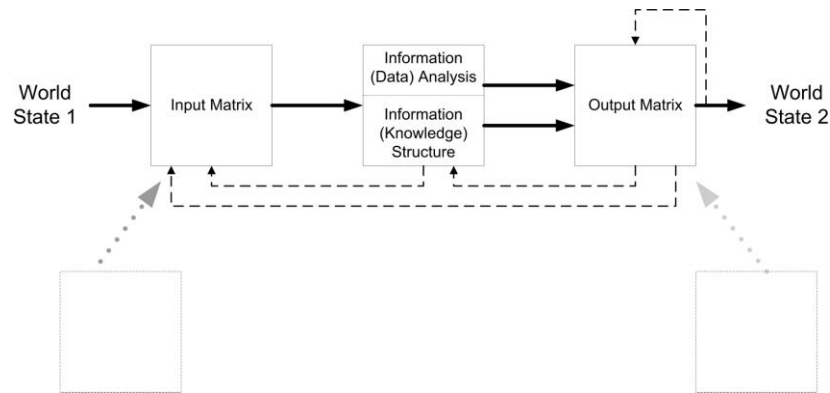 World
State 1
Input Matrix
Information
(Data) Analysis
Information
(Knowledge)
Structure
Output Matrix
World
State 2